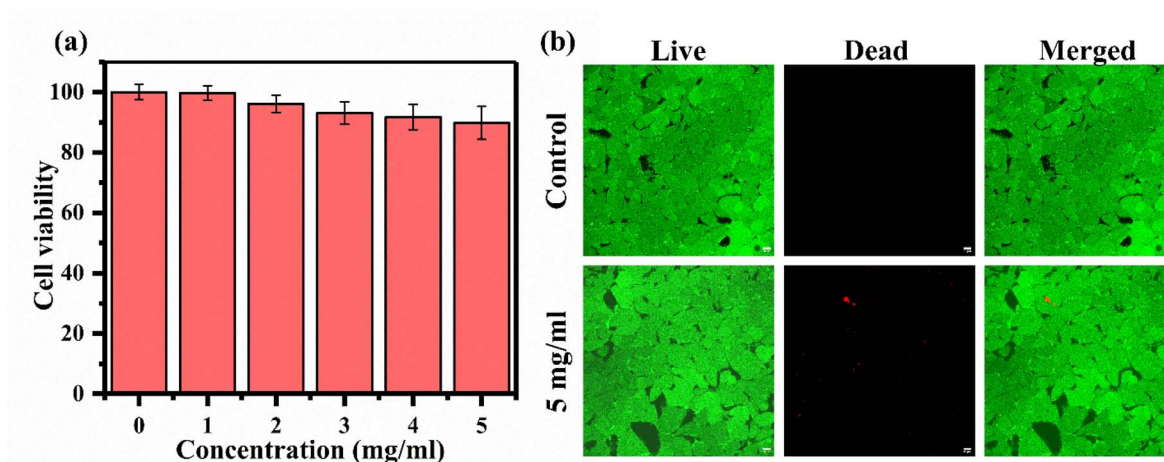 (a)
Cell viability
100
80
60
40
20
0
0 1 2 3 4 5
Concentration (mg/ml)
(b)
Live Dead Merged
Control
5 mg/ml